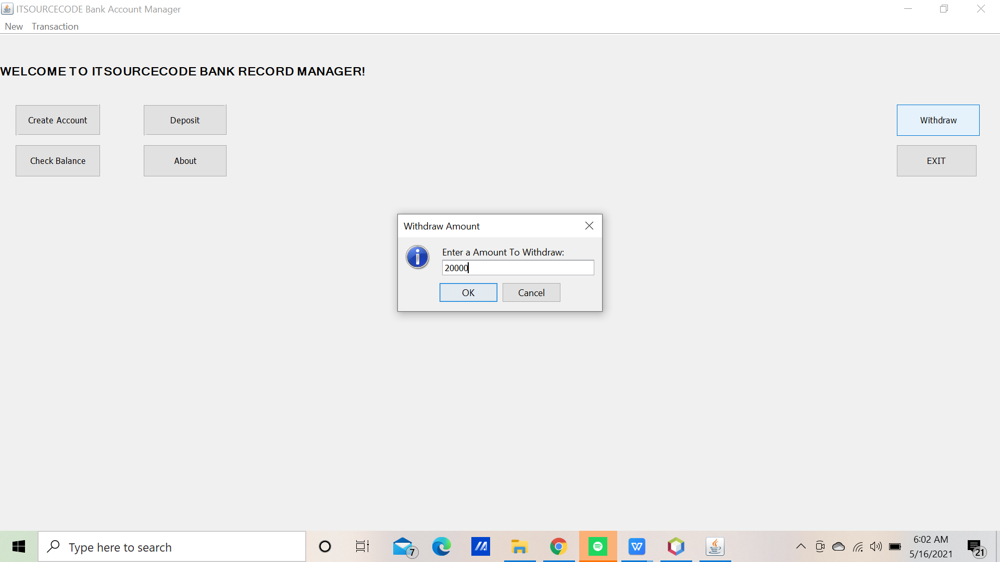 ITSOURCECODE Bank Account Manager
New Transaction
WELCOME TO ITSOURCECODE BANK RECORD MANAGER!
Create Account Deposit Withdraw
Check Balance About EXIT
Withdraw Amount
Enter a Amount To Withdraw:
20000
OK Cancel
Type here to search
7
6:02 AM
5/16/2021
21